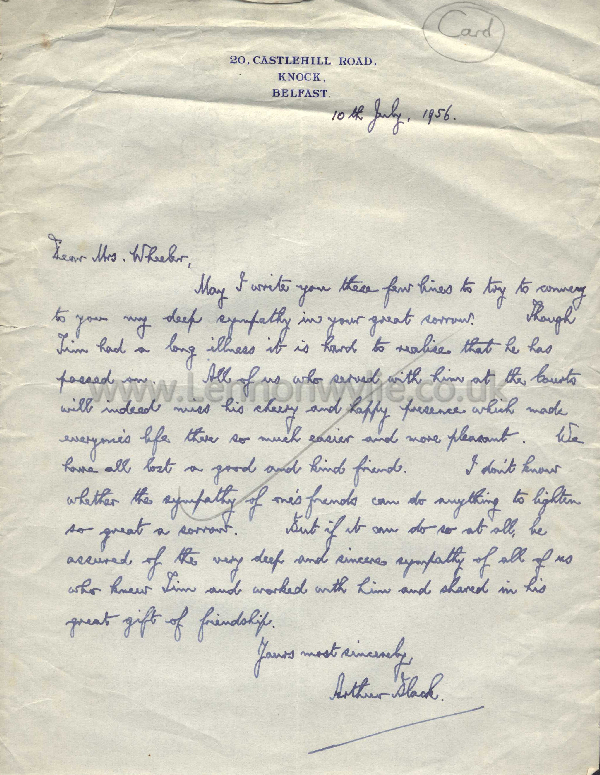 Card
20, CASTLEHILL ROAD,
KNOCK,
BELFAST.
10th July, 1956.
Dear Mrs. Wheeler,
May I write you these few lines to try to convey
to you my deep sympathy in your great sorrow. Though
Tim had a long illness it is hard to realise that he has
passed on. All of us who served with him at the Courts
will indeed miss his cheery and happy presence which made
everyone's life there so much easier and more pleasant. We
have all lost a good and kind friend. I don't know
whether the sympathy of one's friends can do anything to lighten
so great a sorrow. But if it can do so at all, be
assured of the very deep and sincere sympathy of all of us
who knew Tim and worked with him and shared in his
great gift of friendship.
Yours most sincerely,
Arthur Black.
www.Lennonwylie.co.uk